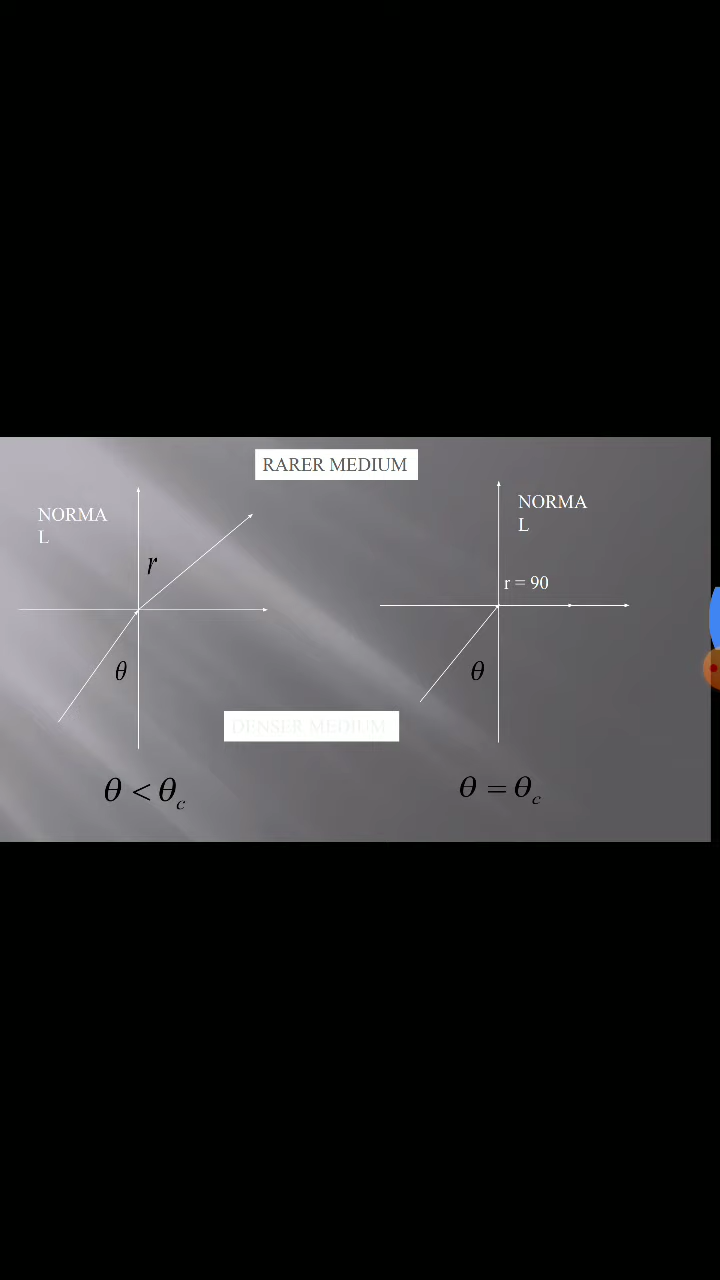 RARER MEDIUM
NORMA
L
r
θ
NORMA
L
r = 90
θ
DENSER MEDIUM
θ < θc
θ = θc